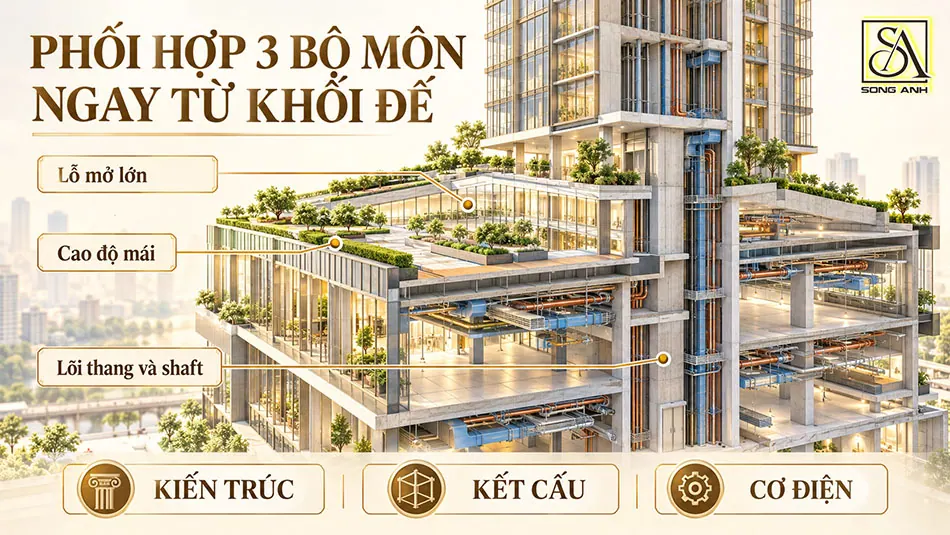 PHỐI HỢP 3 BỘ MÔN
NGAY TỪ KHỐI ĐẾ
SA
SONG ANH
Lỗ mở lớn
Cao độ mái
Lõi thang và shaft
KIẾN TRÚC
KẾT CẤU
CƠ ĐIỆN